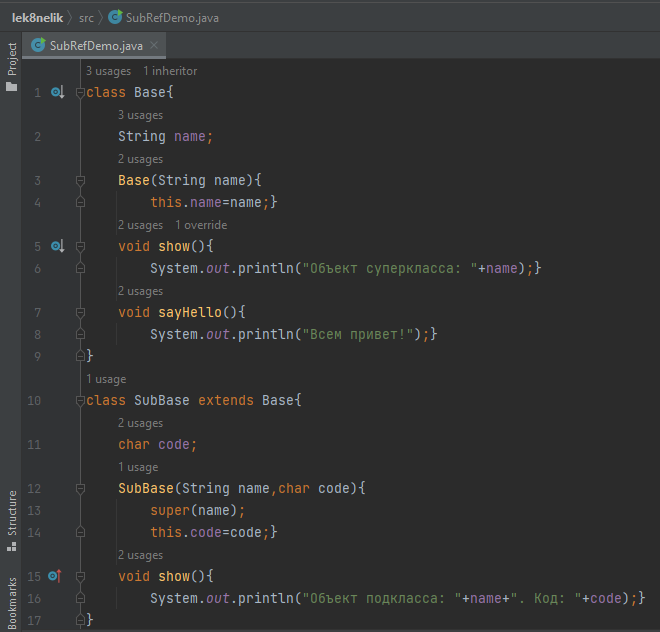 lek8nelik src SubRefDemo.java
SubRefDemo.java
Project
3 usages 1 inheritor
1 class Base{
3 usages
2 String name;
2 usages
3 Base(String name){
4 this.name=name;}
2 usages 1 override
5 void show(){
6 System.out.println("Объект суперкласса: "+name);}
2 usages
7 void sayHello(){
8 System.out.println("Всем привет!");}
9 }
1 usage
10 class SubBase extends Base{
2 usages
11 char code;
1 usage
12 SubBase(String name,char code){
13 super(name);
14 this.code=code;}
2 usages
15 void show(){
16 System.out.println("Объект подкласса: "+name+". Код: "+code);}
17 }
Structure
Bookmarks